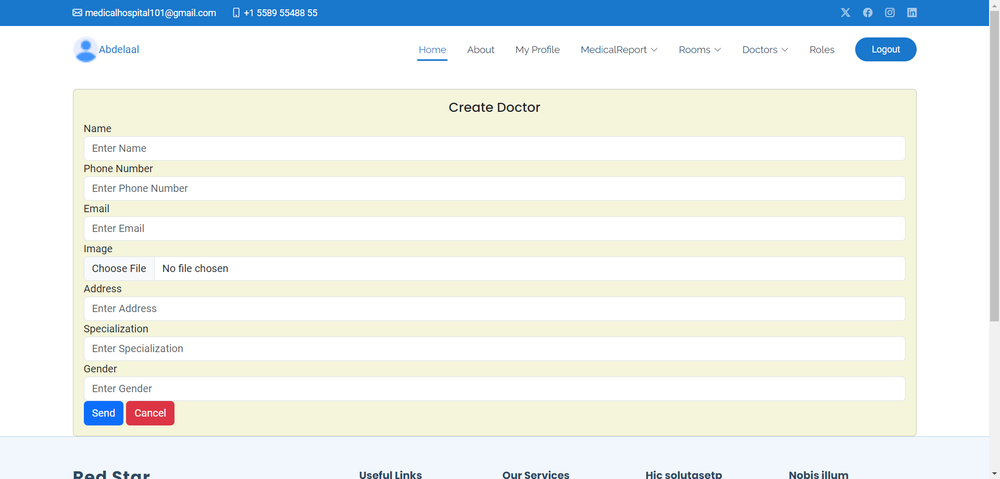 medicalhospital101@gmail.com +1 5589 55488 55
Abdelaal Home About My Profile MedicalReport Rooms Doctors Roles Logout
Create Doctor
Name
Enter Name
Phone Number
Enter Phone Number
Email
Enter Email
Image
Choose File No file chosen
Address
Enter Address
Specialization
Enter Specialization
Gender
Enter Gender
Send Cancel
Red Star Useful Links Our Services Hic solutasetp Nobis illum